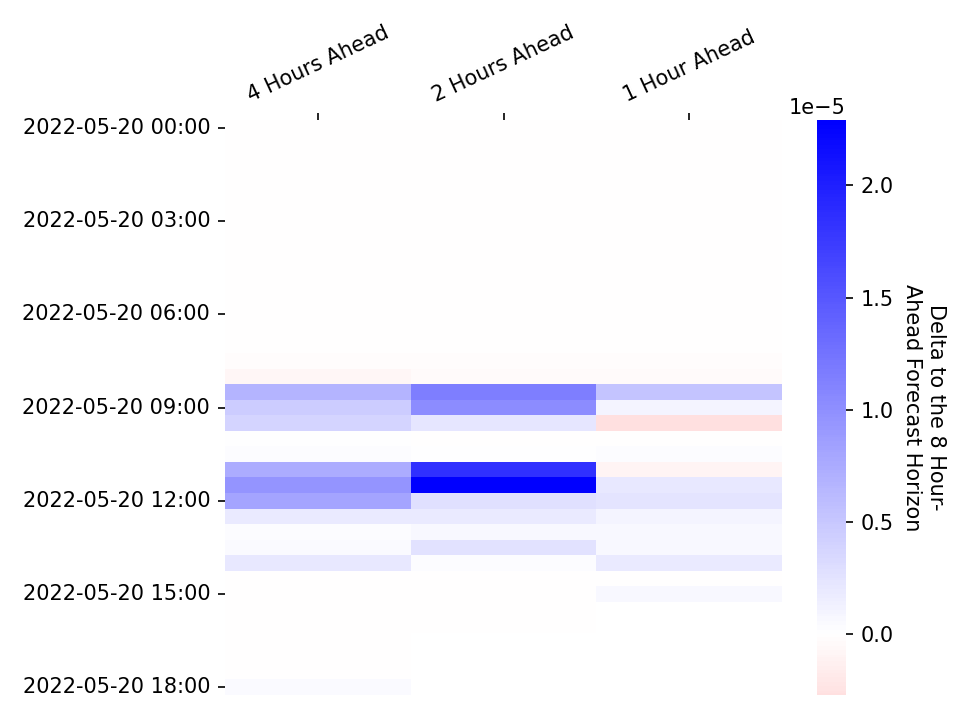 4 Hours Ahead
2 Hours Ahead
1 Hour Ahead
1e−5
2022-05-20 00:00
2022-05-20 03:00
2022-05-20 06:00
2022-05-20 09:00
2022-05-20 12:00
2022-05-20 15:00
2022-05-20 18:00
2.0
1.5
1.0
0.5
0.0
Delta to the 8 Hour-
Ahead Forecast Horizon